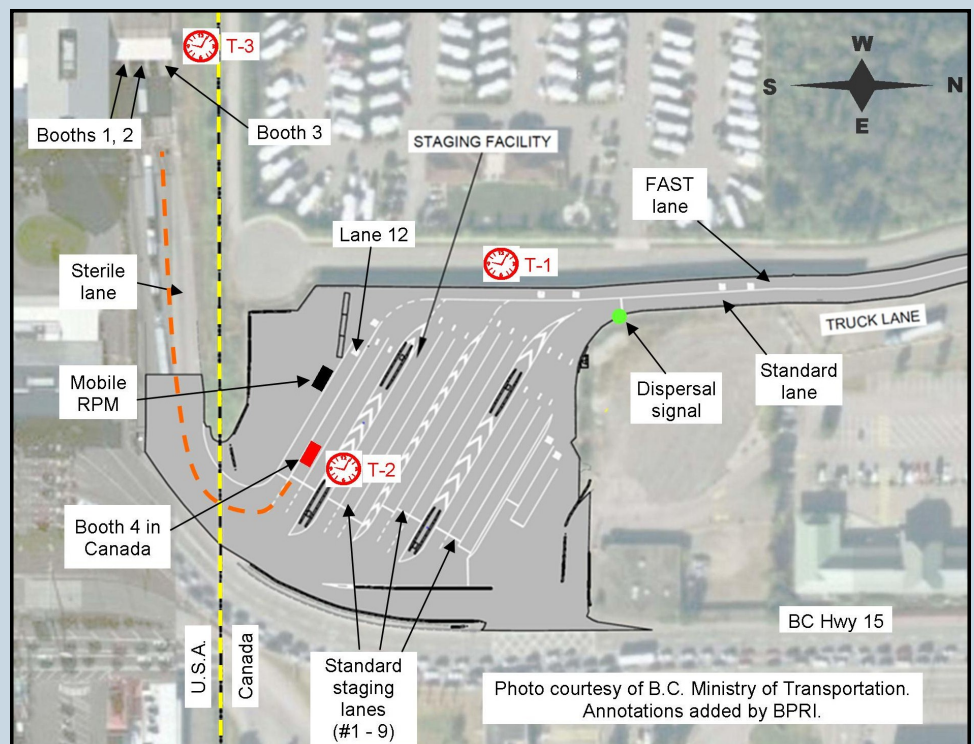 T-3
W
S
N
E
Booths 1, 2
Booth 3
STAGING FACILITY
FAST
lane
Lane 12
T-1
Sterile
lane
TRUCK LANE
Mobile
RPM
Dispersal
signal
Standard
lane
T-2
Booth 4 in
Canada
BC Hwy 15
U.S.A.
Canada
Standard
staging
lanes
(#1 - 9)
Photo courtesy of B.C. Ministry of Transportation.
Annotations added by BPRI.